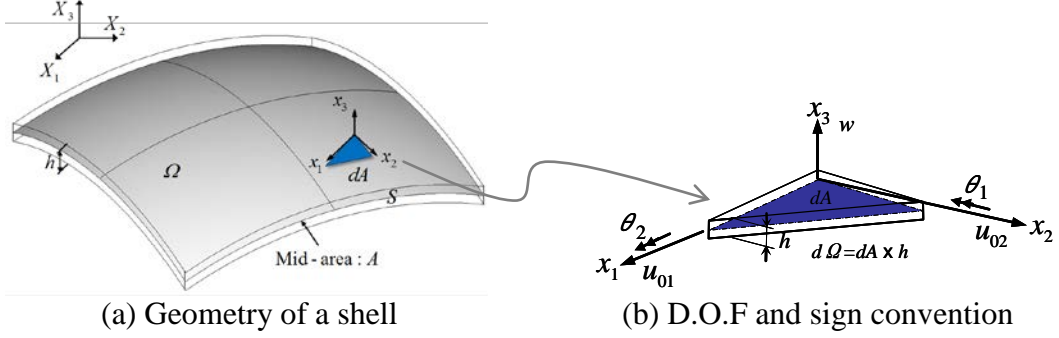 X₃
X₂
X₁
x₃
x₁
x₂
dA
h
Ω
S
Mid - area : A
(a) Geometry of a shell
x₃ w
dA
θ₁
θ₂
h
x₂
u₀₂
x₁
u₀₁
d Ω=dA x h
(b) D.O.F and sign convention